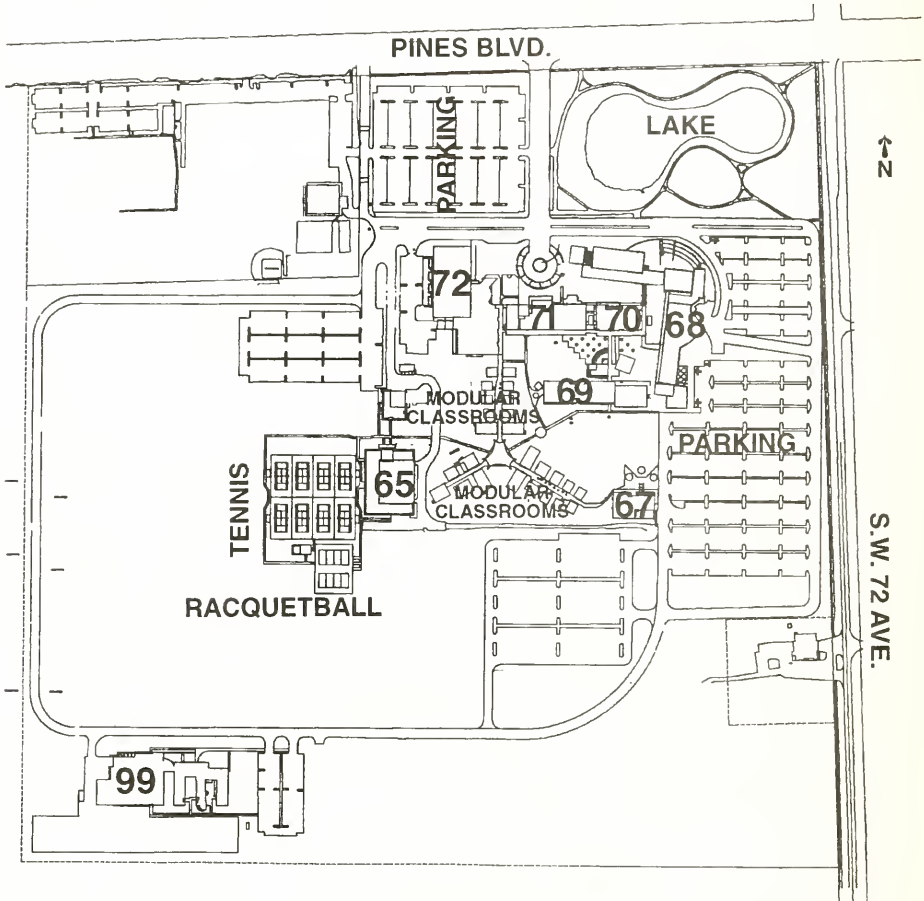 PINES BLVD.
PARKING
LAKE
N
72
71
70
68
69
MODULAR
CLASSROOMS
PARKING
65
MODULAR
CLASSROOMS
67
TENNIS
RACQUETBALL
S.W. 72 AVE.
99